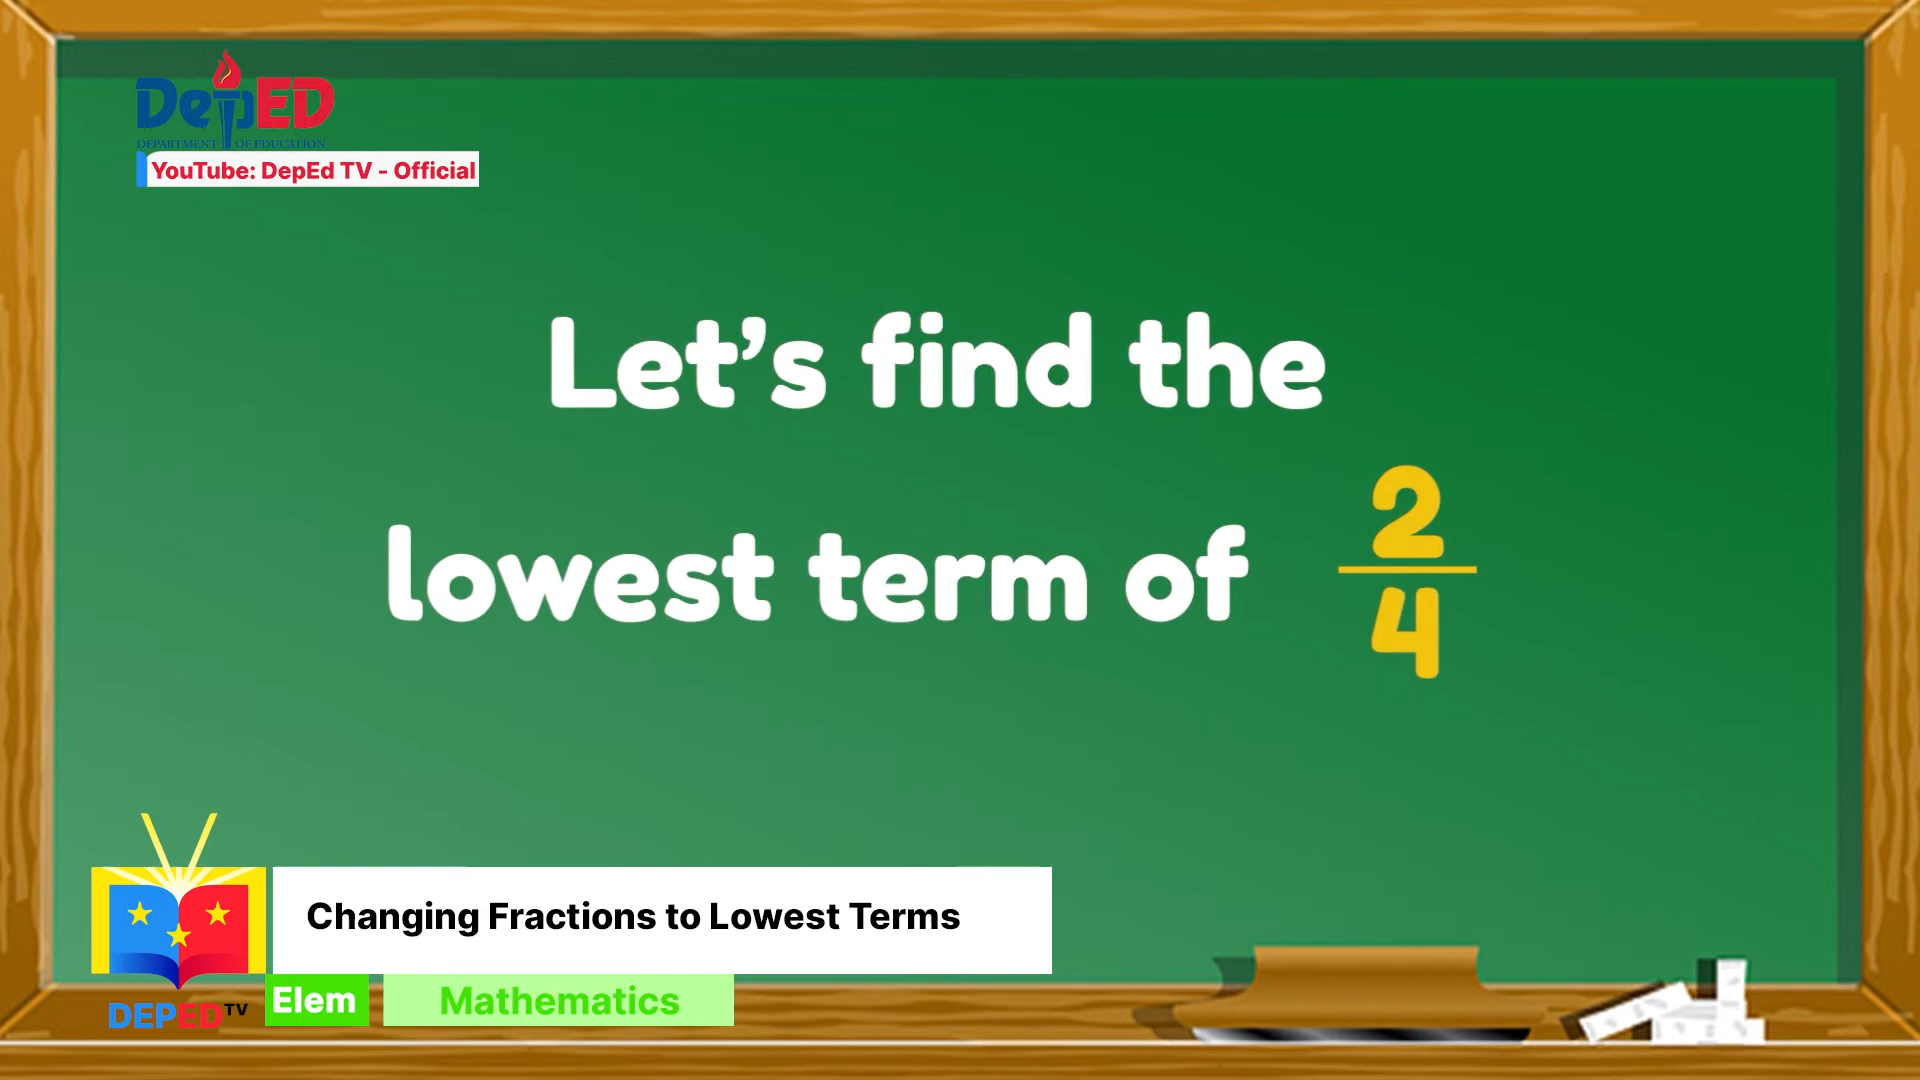 DepED
DEPARTMENT OF EDUCATION
YouTube: DepEd TV - Official
Let's find the
lowest term of 2/4
Changing Fractions to Lowest Terms
Elem Mathematics
DEPED TV